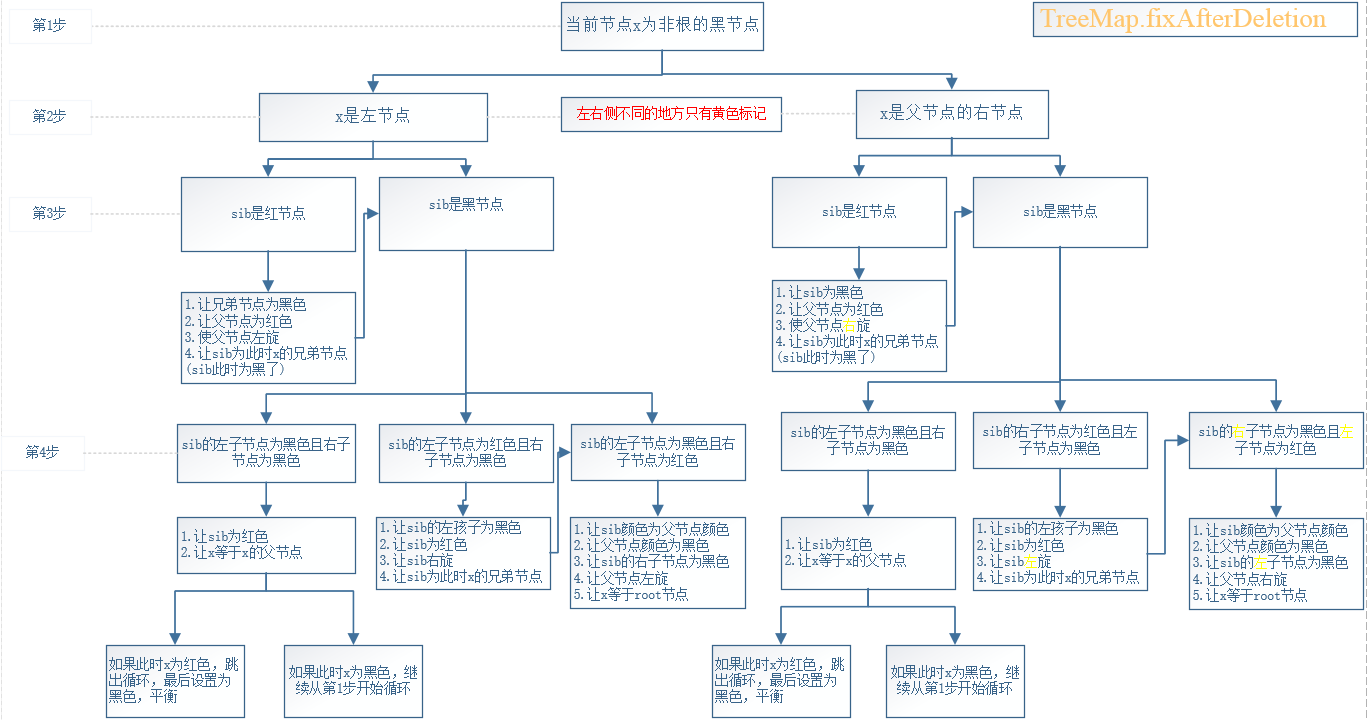 第1步
当前节点x为非根的黑节点
TreeMap.fixAfterDeletion
第2步
x是左节点
左右侧不同的地方只有黄色标记
x是父节点的右节点
第3步
sib是红节点
sib是黑节点
sib是红节点
sib是黑节点
1.让兄弟节点为黑色
2.让父节点为红色
3.使父节点左旋
4.让sib为此时x的兄弟节点
(sib此时为黑了)
1.让sib为黑色
2.让父节点为红色
3.使父节点右旋
4.让sib为此时x的兄弟节点
(sib此时为黑了)
第4步
sib的左子节点为黑色且右子
节点为黑色
sib的左子节点为红色且右
子节点为黑色
sib的左子节点为黑色且右
子节点为红色
sib的左子节点为黑色且右
子节点为黑色
sib的右子节点为红色且左
子节点为黑色
sib的右子节点为黑色且左
子节点为红色
1.让sib为红色
2.让x等于x的父节点
1.让sib的左孩子为黑色
2.让sib为红色
3.让sib右旋
4.让sib为此时x的兄弟节点
1.让sib颜色为父节点颜色
2.让父节点颜色为黑色
3.让sib的右子节点为黑色
4.让父节点左旋
5.让x等于root节点
1.让sib为红色
2.让x等于x的父节点
1.让sib的左孩子为黑色
2.让sib为红色
3.让sib左旋
4.让sib为此时x的兄弟节点
1.让sib颜色为父节点颜色
2.让父节点颜色为黑色
3.让sib的左子节点为黑色
4.让父节点右旋
5.让x等于root节点
如果此时x为红色，跳
出循环，最后设置为
黑色，平衡
如果此时x为黑色，继
续从第1步开始循环
如果此时x为红色，跳
出循环，最后设置为
黑色，平衡
如果此时x为黑色，继
续从第1步开始循环